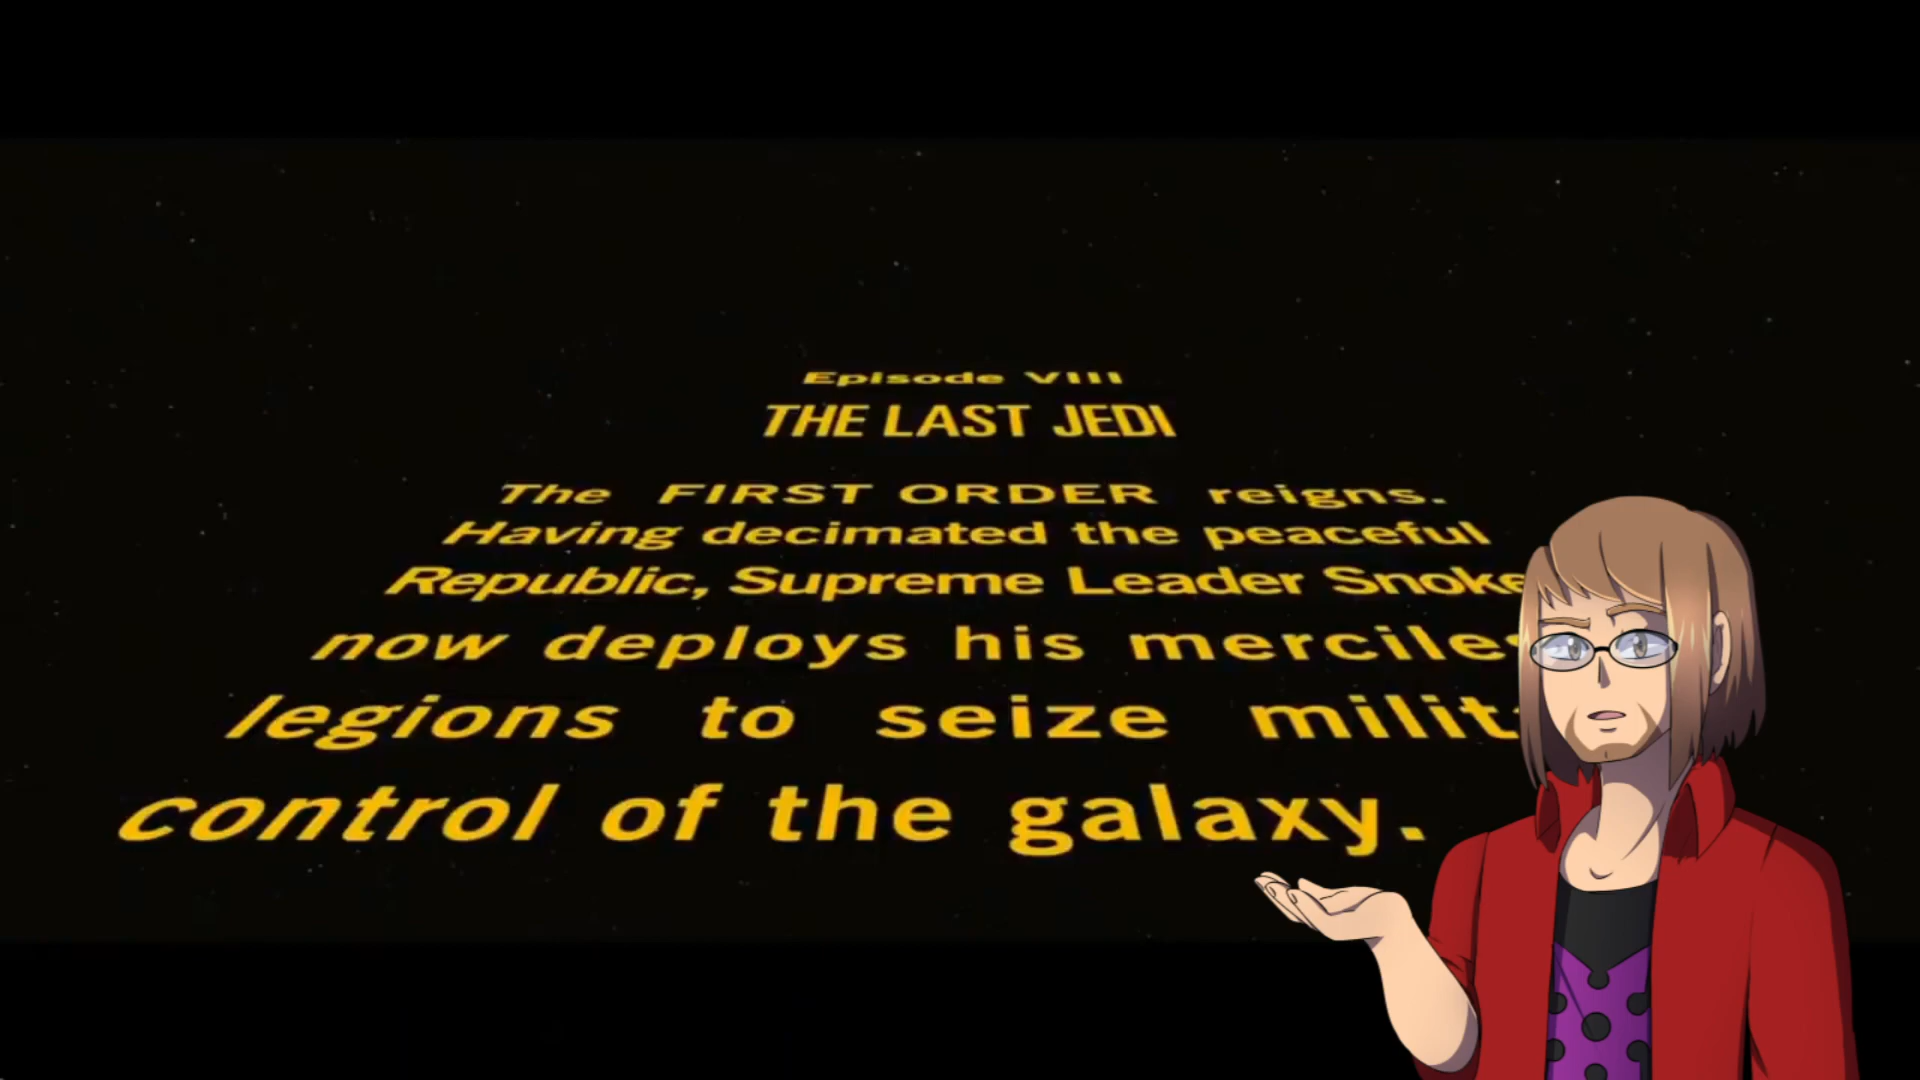 Episode VIII
THE LAST JEDI
The FIRST ORDER reigns.
Having decimated the peaceful
Republic, Supreme Leader Snoke
now deploys his
legions to seize
control of the galaxy.